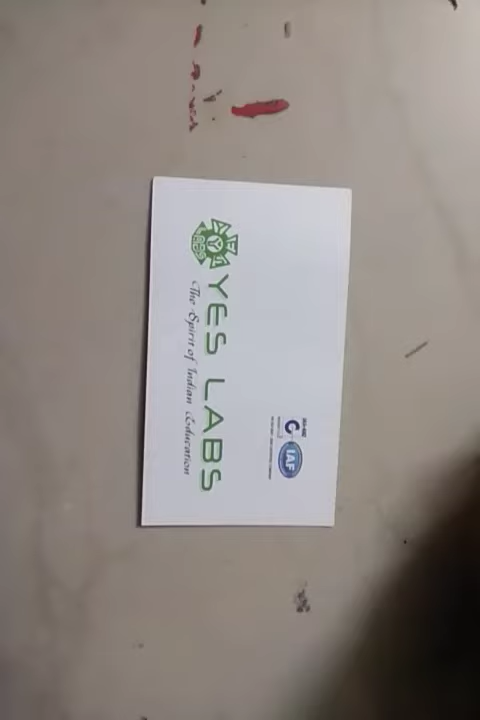 YES LABS
The Spirit of Indian Education
IAF